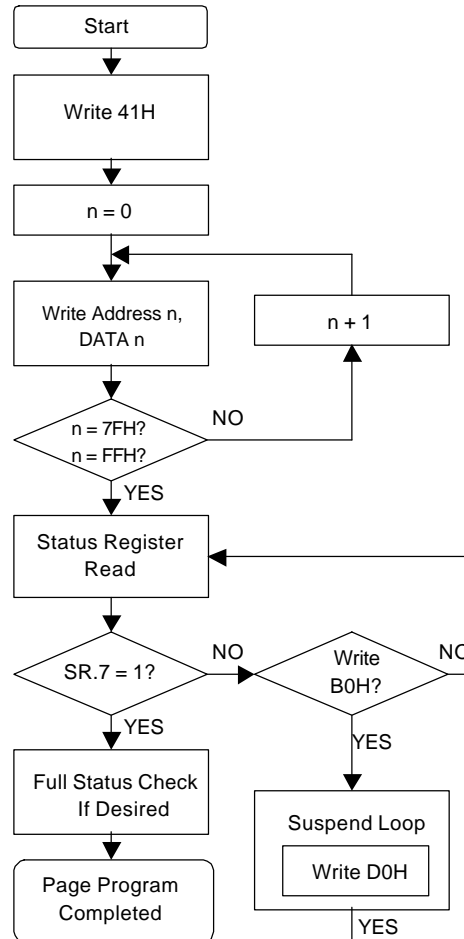 Start
Write 41H
n = 0
Write Address n,
DATA n
n + 1
n = 7FH?
n = FFH?
NO
YES
Status Register
Read
SR.7 = 1?
NO
Write
B0H?
NO
YES
YES
Full Status Check
If Desired
Suspend Loop
Write D0H
Page Program
Completed
YES